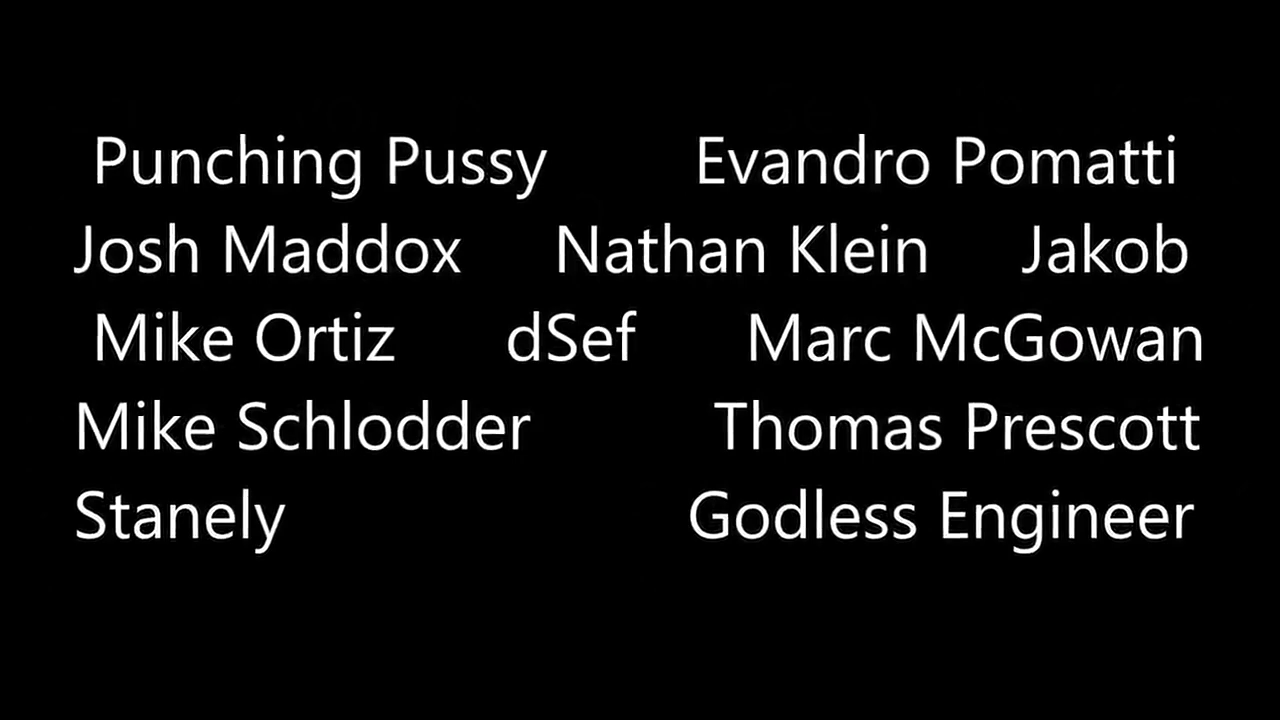 Punching Pussy Evandro Pomatti
Josh Maddox Nathan Klein Jakob
Mike Ortiz dSef Marc McGowan
Mike Schlodder Thomas Prescott
Stanely Godless Engineer